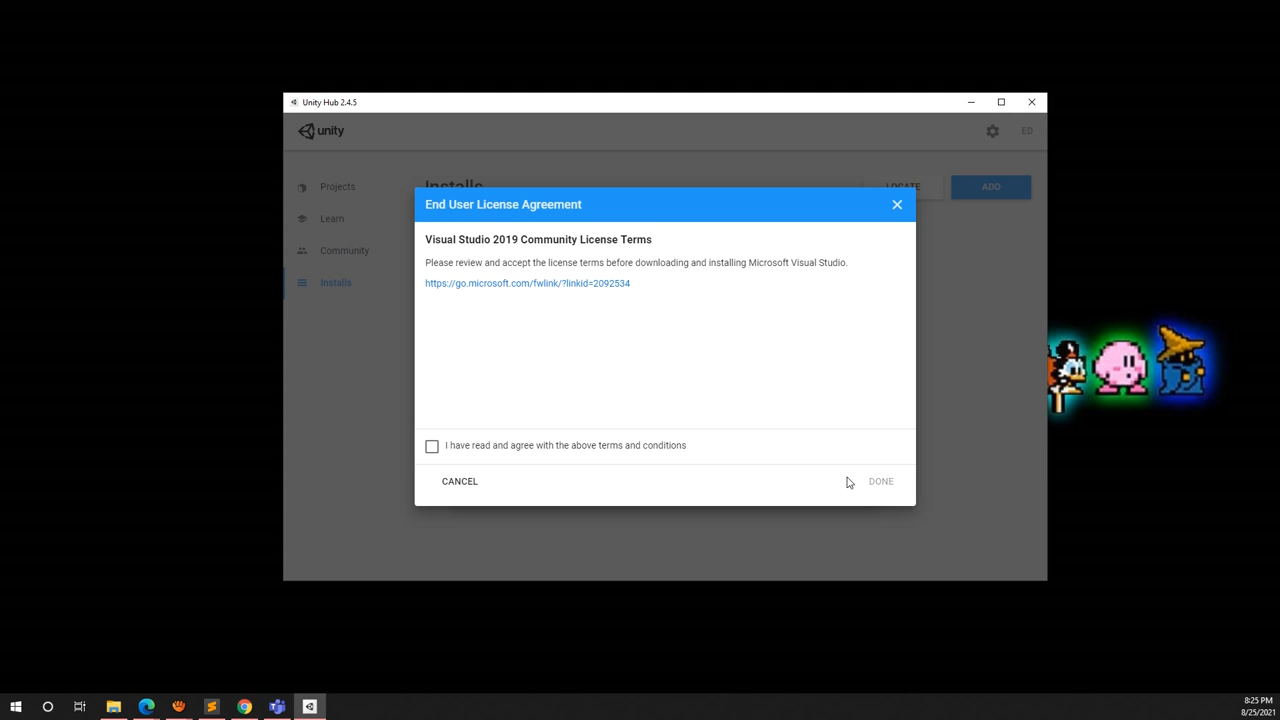 Unity Hub 2.4.5
unity
ED
Projects
Installs
LOCATE
ADD
Learn
Community
Installs
End User License Agreement
Visual Studio 2019 Community License Terms
Please review and accept the license terms before downloading and installing Microsoft Visual Studio.
https://go.microsoft.com/fwlink/?linkid=2092534
I have read and agree with the above terms and conditions
CANCEL
DONE
8:25 PM
8/25/2021